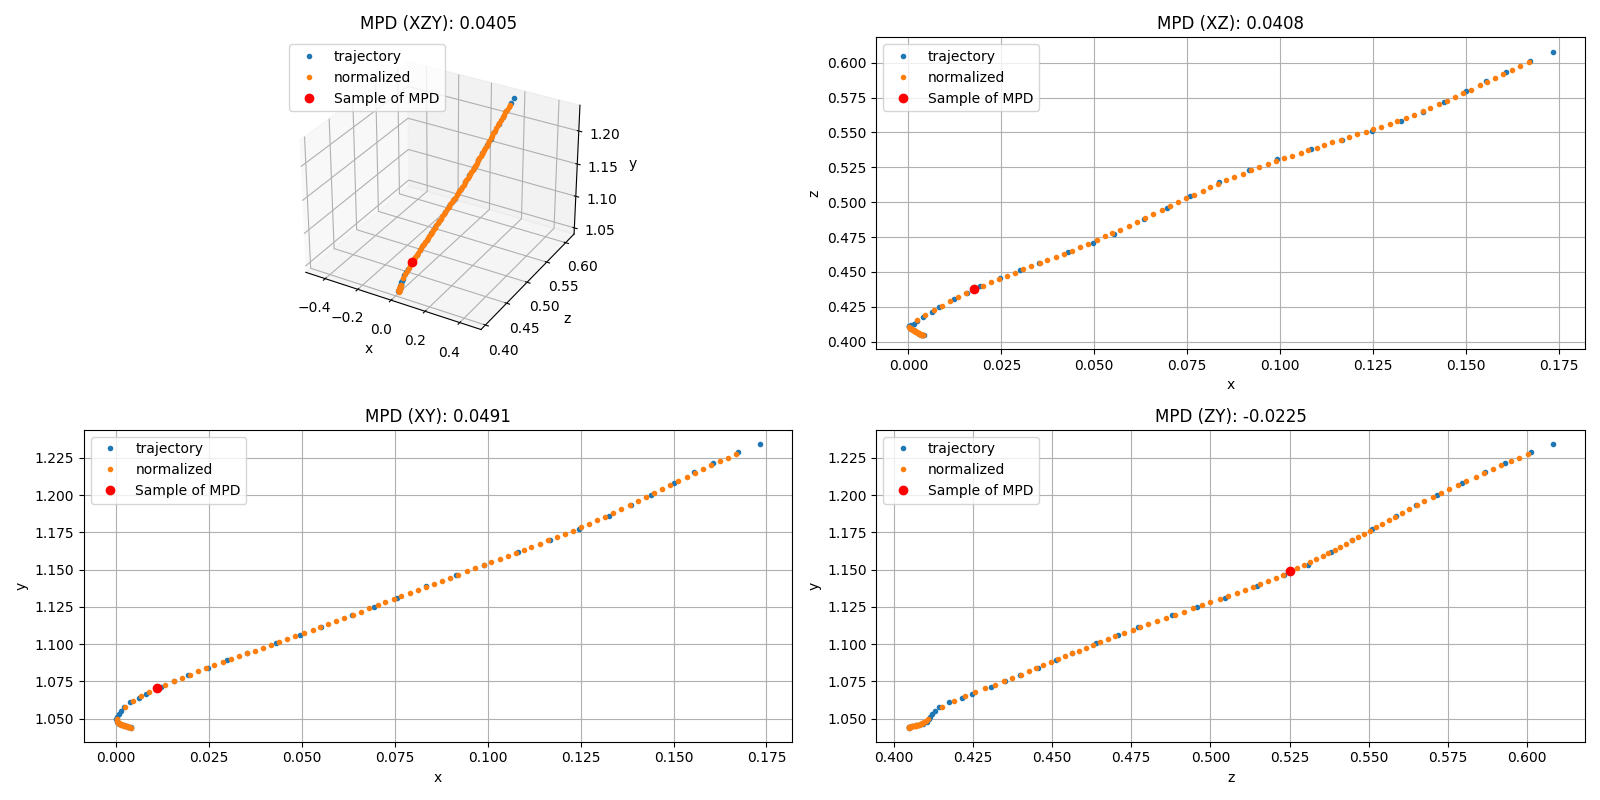 MPD (XZY): 0.0405
trajectory
normalized
Sample of MPD
1.20
1.15
1.10
1.05
y
0.60
0.55
0.50
0.45
0.40
z
−0.4
−0.2
0.0
0.2
0.4
x
MPD (XZ): 0.0408
trajectory
normalized
Sample of MPD
0.600
0.575
0.550
0.525
0.500
0.475
0.450
0.425
0.400
z
0.000 0.025 0.050 0.075 0.100 0.125 0.150 0.175
x
MPD (XY): 0.0491
trajectory
normalized
Sample of MPD
1.225
1.200
1.175
1.150
1.125
1.100
1.075
1.050
y
0.000 0.025 0.050 0.075 0.100 0.125 0.150 0.175
x
MPD (ZY): -0.0225
trajectory
normalized
Sample of MPD
1.225
1.200
1.175
1.150
1.125
1.100
1.075
1.050
y
0.400 0.425 0.450 0.475 0.500 0.525 0.550 0.575 0.600
z